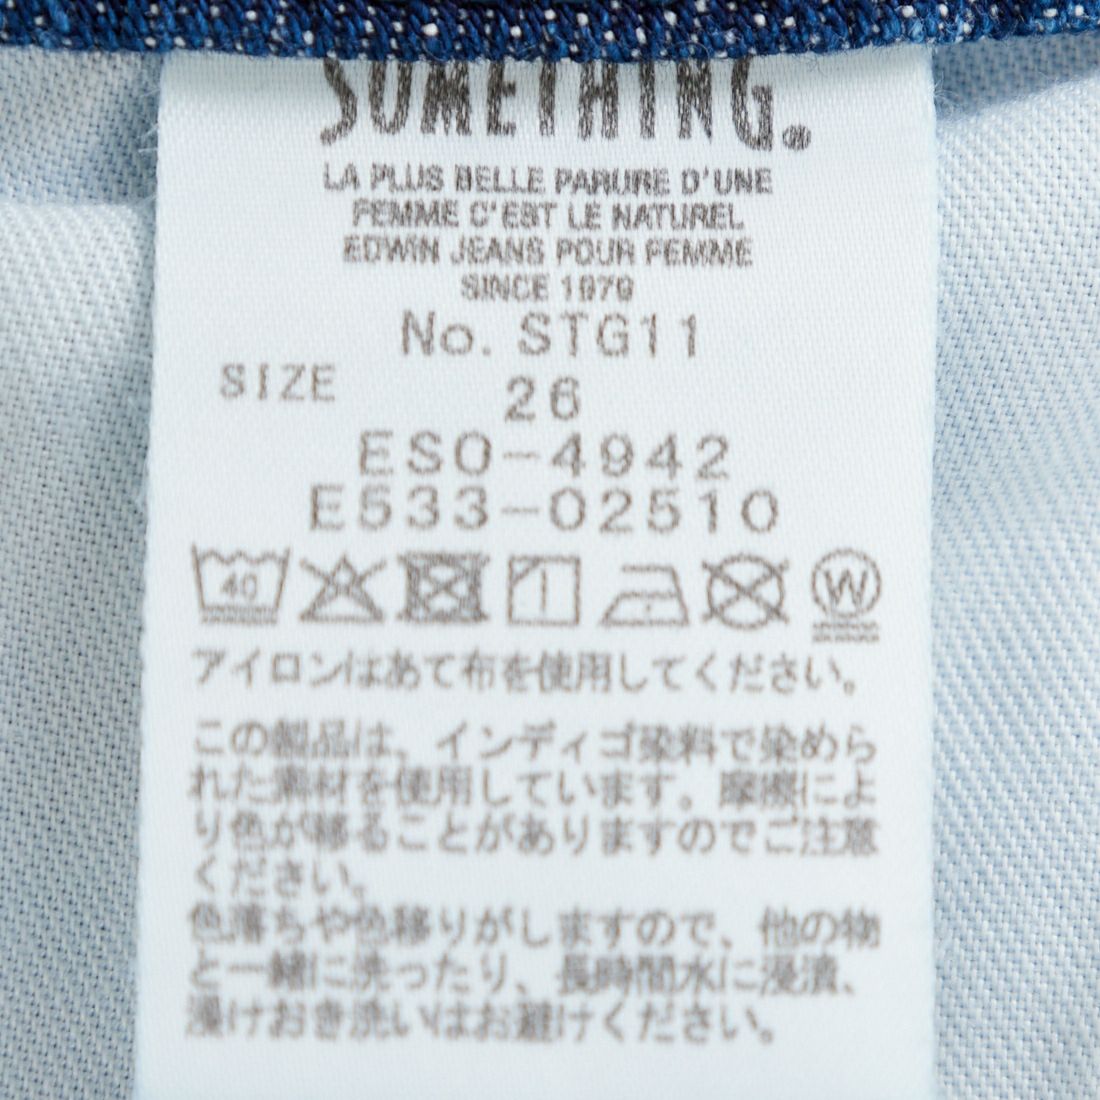 SOMETHING®
LA PLUS BELLE PARURE D'UNE
FEMME C'EST LE NATUREL
EDWIN JEANS POUR FEMME
SINCE 1979
No. STG11
SIZE 26
ESO-4942
E533-02510
40 W
アイロンはあて布を使用してください。
この製品は、インディゴ染料で染めら
れた素材を使用しています。摩擦によ
り色が移ることがありますのでご注意
ください。
色落ちや色移りがしますので、他の物
と一緒に洗ったり、長時間水に浸漬、
浸けおき洗いはお避けください。